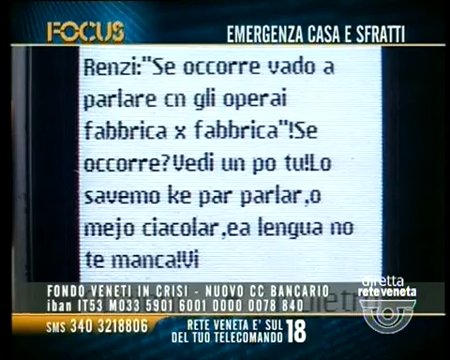 FOCUS
EMERGENZA CASA E SFRATTI
Renzi:"Se occorre vado a
parlare cn gli operai
fabbrica x fabbrica"!Se
occorre?Vedi un po tu!Lo
savemo ke par parlar,o
mejo ciacolar,ea lengua no
te manca!Vi
diretta
reteveneta
FONDO VENETI IN CRISI - NUOVO CC BANCARIO
iban IT53 M033 5901 6001 0000 0078 840
SMS 340 3218806
RETE VENETA E' SUL
DEL TUO TELECOMANDO 18